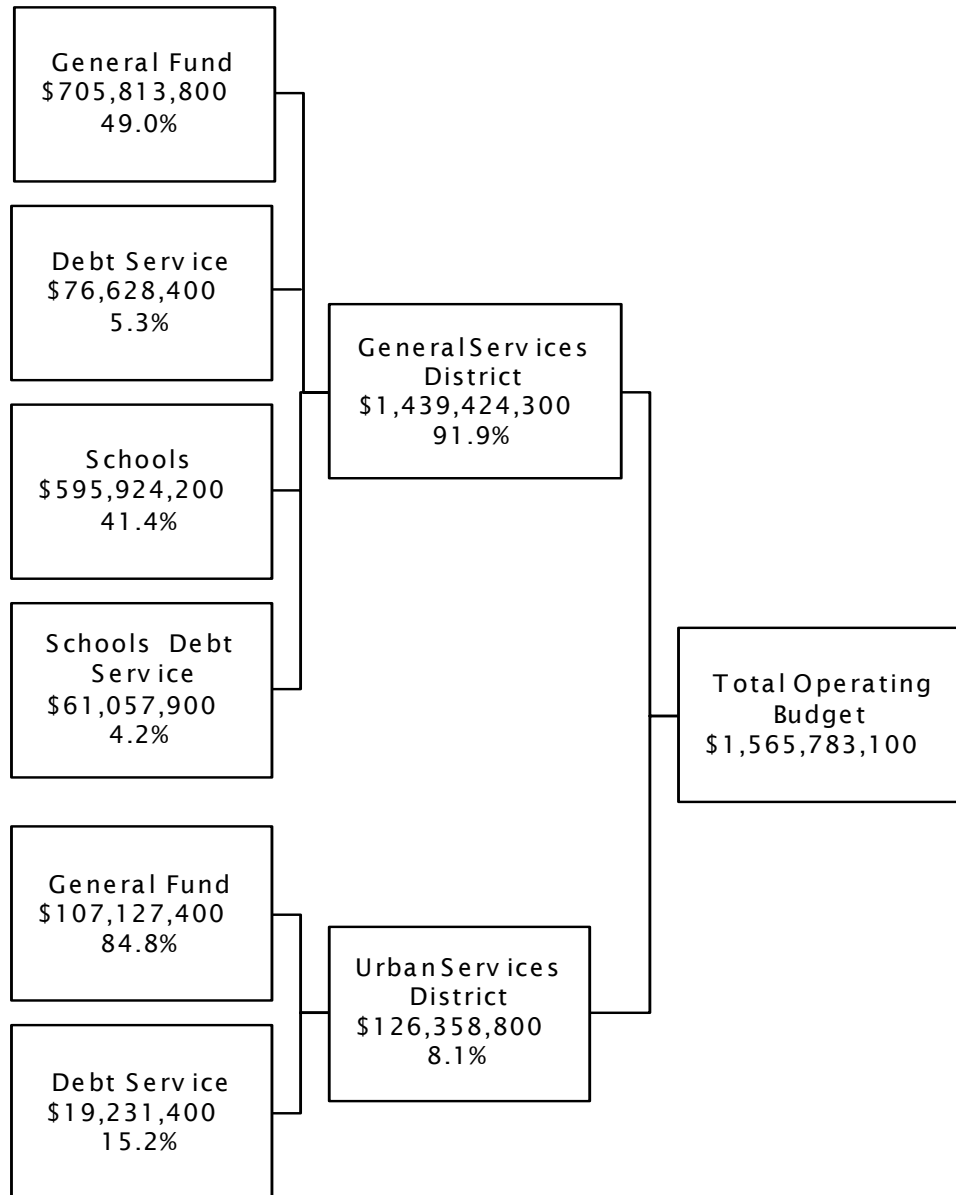 General Fund
$705,813,800
49.0%
Debt Service
$76,628,400
5.3%
Schools
$595,924,200
41.4%
Schools Debt
Service
$61,057,900
4.2%
General Services
District
$1,439,424,300
91.9%
General Fund
$107,127,400
84.8%
Debt Service
$19,231,400
15.2%
Urban Services
District
$126,358,800
8.1%
Total Operating
Budget
$1,565,783,100